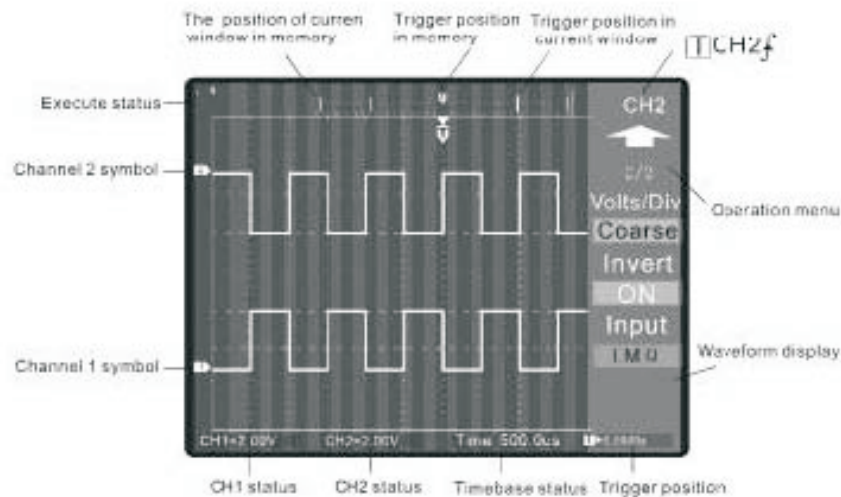 The position of curren
window in memory
Trigger position
in memory
Trigger position in
current window
T CH2
Execute status
CH2
Channel 2 symbol
Volts/Div
Operation menu
Coarse
Invert
ON
Input
Channel 1 symbol
Waveform display
CH1=2.00V
CH2=2.00V
Time 500.0us
CH1 status
CH2 status
Timebase status
Trigger position